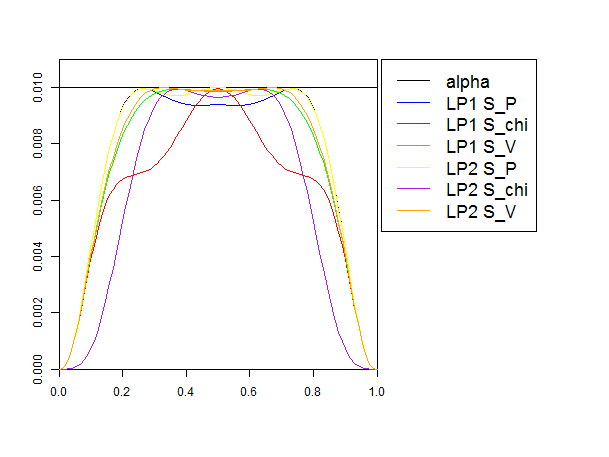 0.010
0.008
0.006
0.004
0.002
0.000
0.0
0.2
0.4
0.6
0.8
1.0
alpha
LP1 S_P
LP1 S_chi
LP1 S_V
LP2 S_P
LP2 S_chi
LP2 S_V